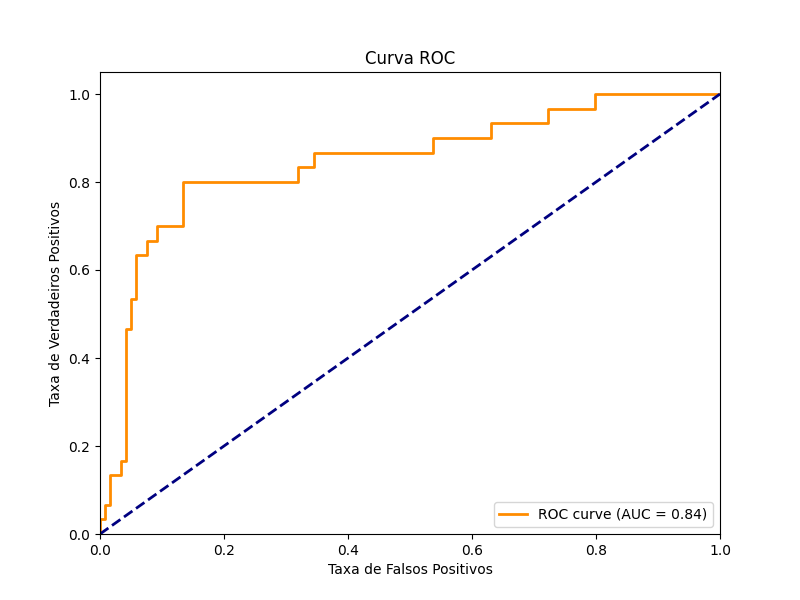 Curva ROC
1.0
0.8
0.6
0.4
0.2
0.0
Taxa de Verdadeiros Positivos
ROC curve (AUC = 0.84)
0.0 0.2 0.4 0.6 0.8 1.0
Taxa de Falsos Positivos